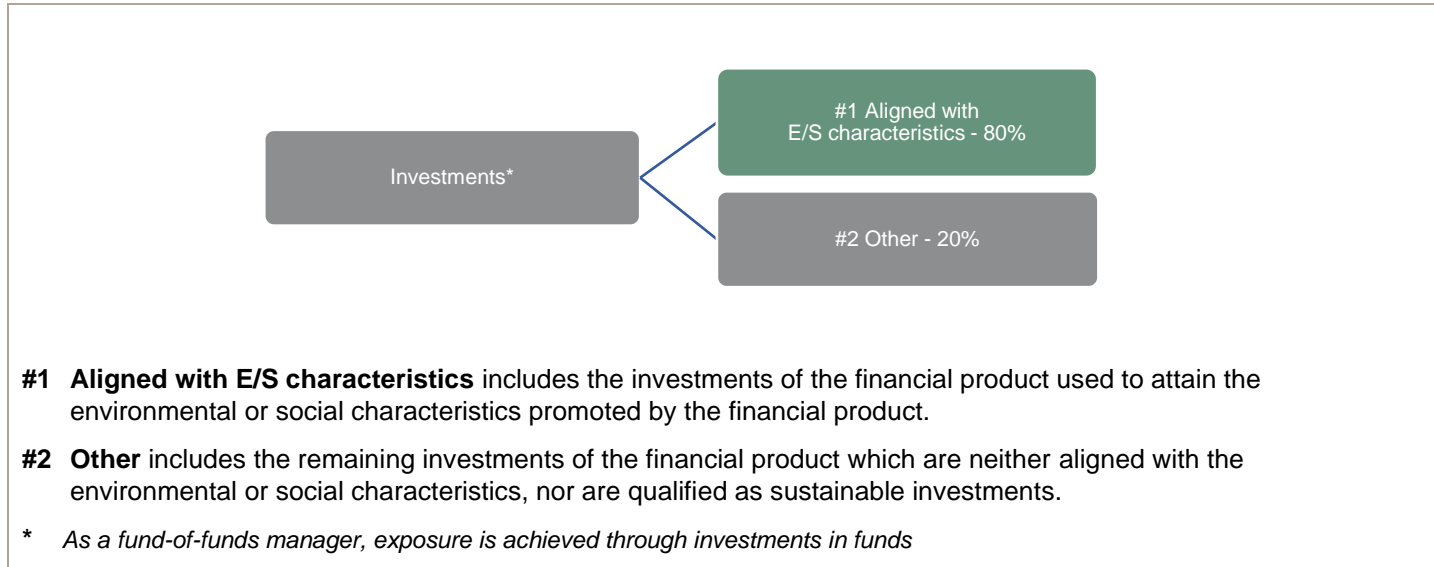 #1 Aligned with
E/S characteristics - 80%
Investments*
#2 Other - 20%
#1 Aligned with E/S characteristics includes the investments of the financial product used to attain the
environmental or social characteristics promoted by the financial product.
#2 Other includes the remaining investments of the financial product which are neither aligned with the
environmental or social characteristics, nor are qualified as sustainable investments.
* As a fund-of-funds manager, exposure is achieved through investments in funds